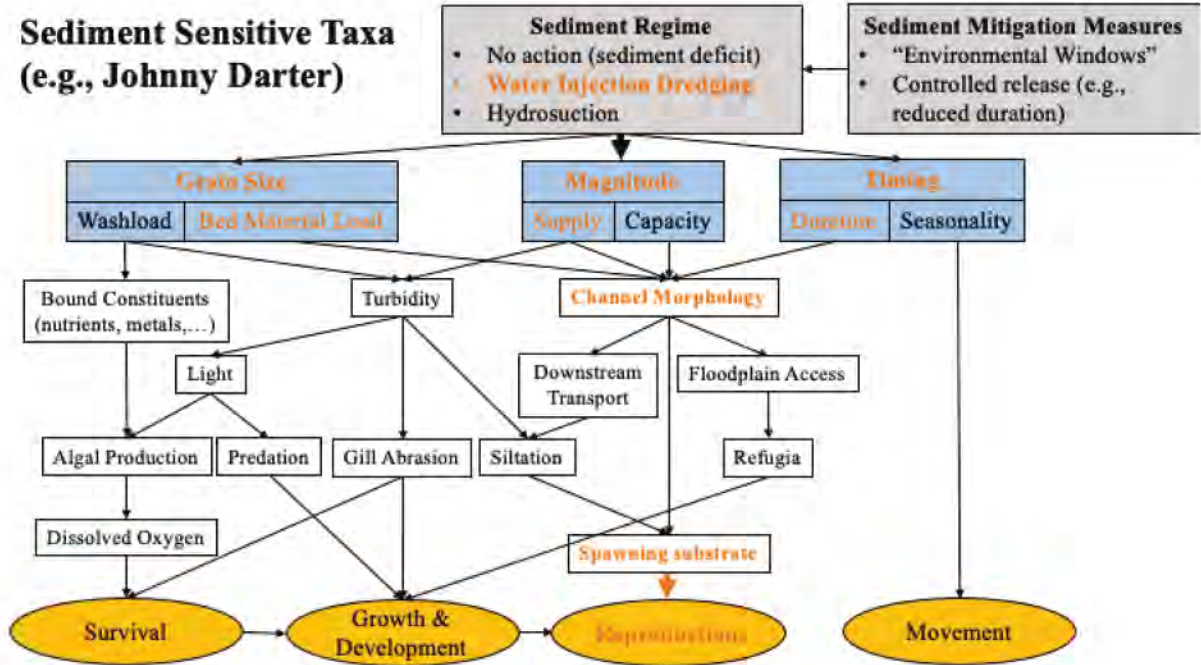 Sediment Sensitive Taxa
(e.g., Johnny Darter)
Sediment Regime
• No action (sediment deficit)
• Water Injection Dredging
• Hydrosuction
Sediment Mitigation Measures
• “Environmental Windows”
• Controlled release (e.g.,
reduced duration)
Grain Size
Washload
Bed Material Load
Magnitude
Supply
Capacity
Timing
Duration
Seasonality
Bound Constituents
(nutrients, metals,…)
Turbidity
Channel Morphology
Light
Downstream
Transport
Floodplain Access
Algal Production
Predation
Gill Abrasion
Siltation
Refugia
Dissolved Oxygen
Spawning substrate
Survival
Growth &
Development
Reproductions
Movement